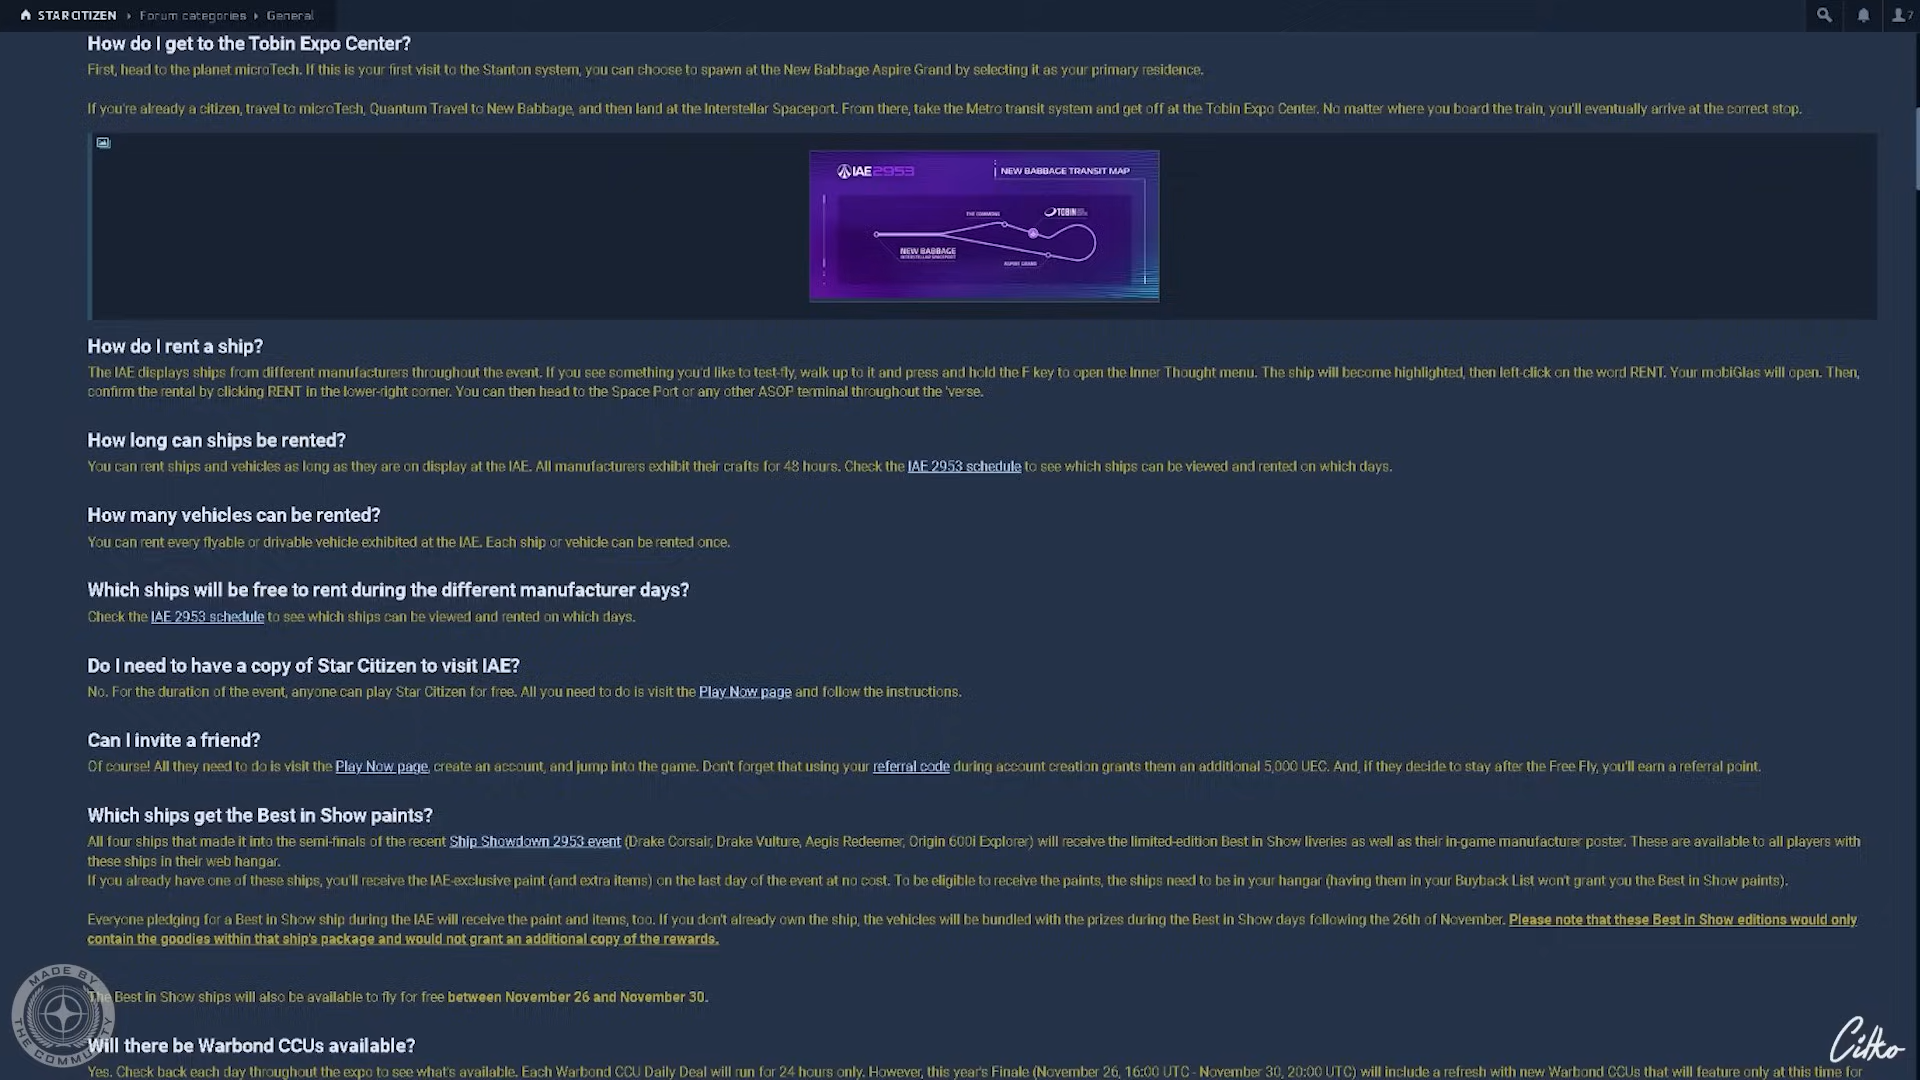 STAR CITIZEN › Forum categories › General
7
How do I get to the Tobin Expo Center?
First, head to the planet microTech. If this is your first visit to the Stanton system, you can choose to spawn at the New Babbage Aspire Grand by selecting it as your primary residence.
If you're already a citizen, travel to microTech, Quantum Travel to New Babbage, and then land at the Interstellar Spaceport. From there, take the Metro transit system and get off at the Tobin Expo Center. No matter where you board the train, you'll eventually arrive at the correct stop.
IAE2953
NEW BABBAGE TRANSIT MAP
THE COMMONS
TOBIN
NEW BABBAGE
INTERSTELLAR SPACEPORT
ASPIRE GRAND
How do I rent a ship?
The IAE displays ships from different manufacturers throughout the event. If you see something you'd like to test-fly, walk up to it and press and hold the F key to open the Inner Thought menu. The ship will become highlighted, then left-click on the word RENT. Your mobiGlas will open. Then,
confirm the rental by clicking RENT in the lower-right corner. You can then head to the Space Port or any other ASOP terminal throughout the 'verse.
How long can ships be rented?
You can rent ships and vehicles as long as they are on display at the IAE. All manufacturers exhibit their crafts for 48 hours. Check the IAE 2953 schedule to see which ships can be viewed and rented on which days.
How many vehicles can be rented?
You can rent every flyable or drivable vehicle exhibited at the IAE. Each ship or vehicle can be rented once.
Which ships will be free to rent during the different manufacturer days?
Check the IAE 2953 schedule to see which ships can be viewed and rented on which days.
Do I need to have a copy of Star Citizen to visit IAE?
No. For the duration of the event, anyone can play Star Citizen for free. All you need to do is visit the Play Now page and follow the instructions.
Can I invite a friend?
Of course! All they need to do is visit the Play Now page, create an account, and jump into the game. Don't forget that using your referral code during account creation grants them an additional 5,000 UEC. And, if they decide to stay after the Free Fly, you'll earn a referral point.
Which ships get the Best in Show paints?
All four ships that made it into the semi-finals of the recent Ship Showdown 2953 event (Drake Corsair, Drake Vulture, Aegis Redeemer, Origin 600i Explorer) will receive the limited-edition Best in Show liveries as well as their in-game manufacturer poster. These are available to all players with
these ships in their web hangar.
If you already have one of these ships, you'll receive the IAE-exclusive paint (and extra items) on the last day of the event at no cost. To be eligible to receive the paints, the ships need to be in your hangar (having them in your Buyback List won't grant you the Best in Show paints).
Everyone pledging for a Best in Show ship during the IAE will receive the paint and items, too. If you don't already own the ship, the vehicles will be bundled with the prizes during the Best in Show days following the 26th of November. Please note that these Best in Show editions would only
contain the goodies within that ship's package and would not grant an additional copy of the rewards.
The Best in Show ships will also be available to fly for free between November 26 and November 30.
Will there be Warbond CCUs available?
Yes. Check back each day throughout the expo to see what's available. Each Warbond CCU Daily Deal will run for 24 hours only. However, this year's Finale (November 26, 16:00 UTC - November 30, 20:00 UTC) will include a refresh with new Warbond CCUs that will feature only at this time for
MADE BY
THE COMMUNITY